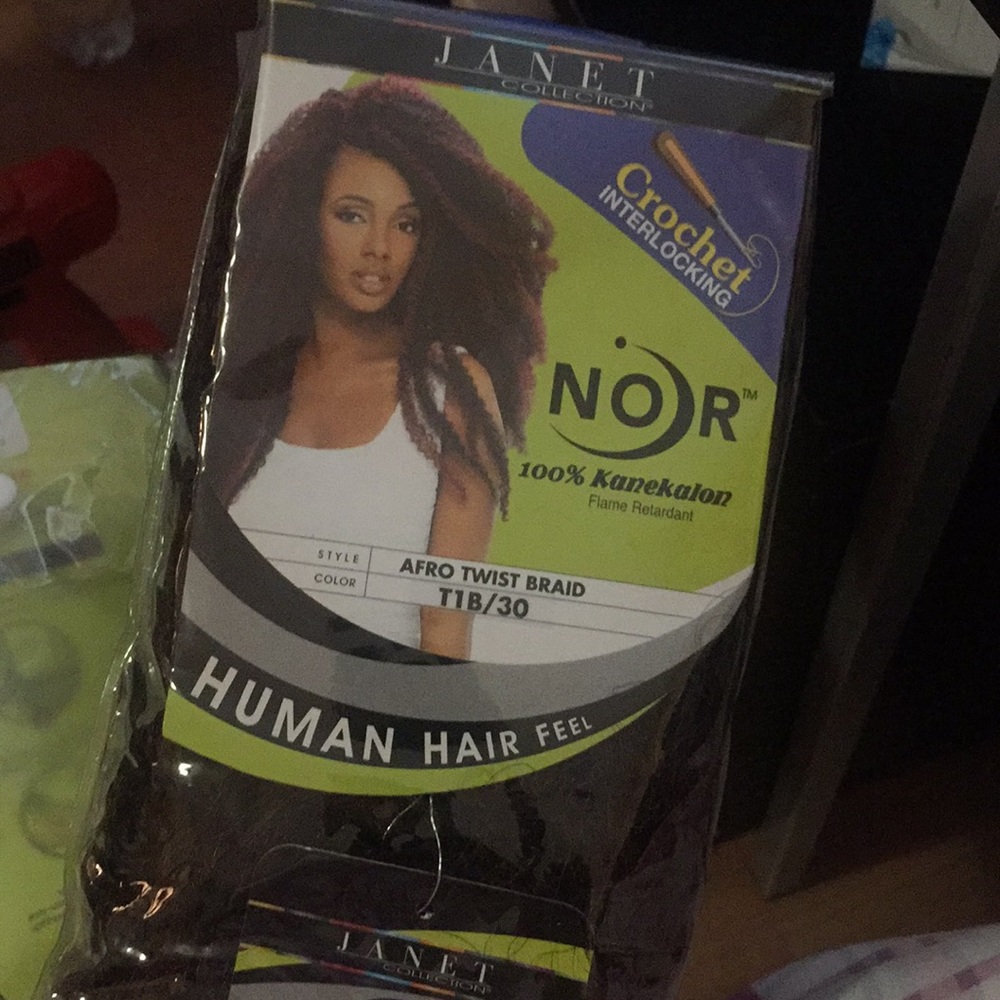 JANET
COLLECTION
Crochet
INTERLOCKING
NOIR™
100% Kanekalon
Flame Retardant
STYLE AFRO TWIST BRAID
COLOR T1B/30
HUMAN HAIR FEEL
JANET
COLLECTION